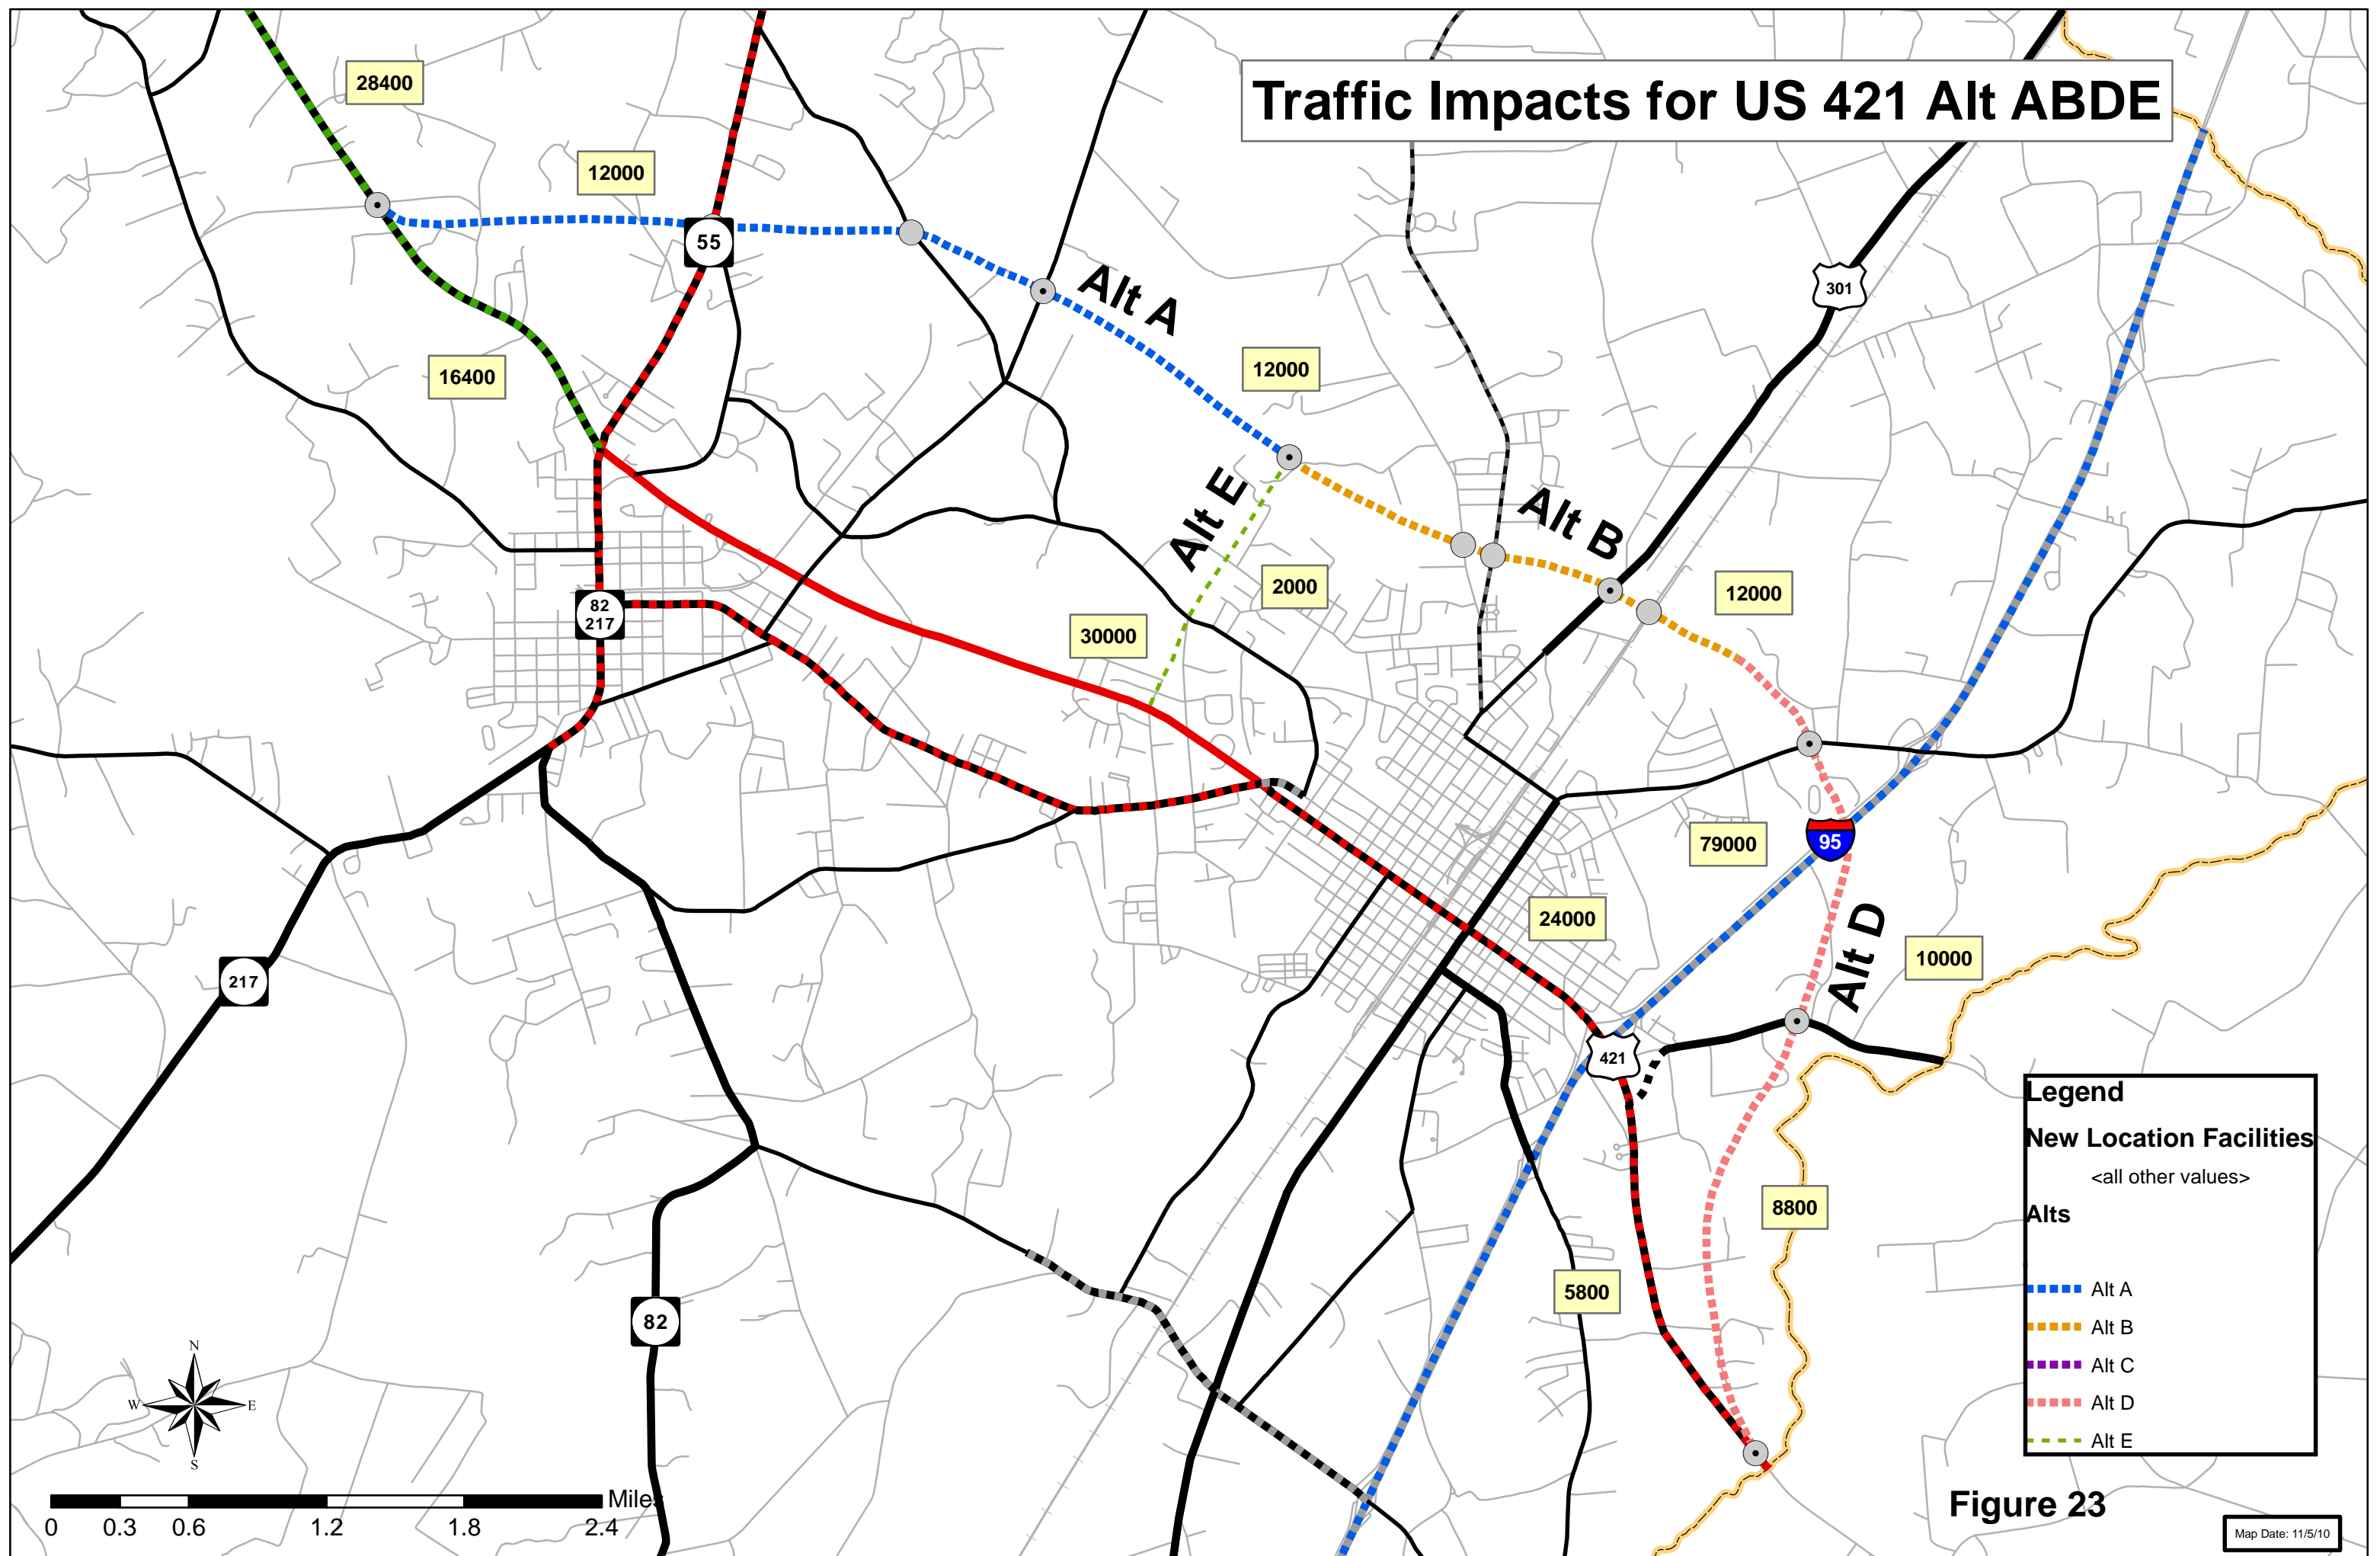 Traffic Impacts for US 421 Alt ABDE
28400
12000
55
301
Alt A
16400
12000
Alt E
Alt B
2000
12000
82
217
30000
79000
95
24000
Alt D
10000
217
421
8800
5800
82
N
W
E
S
Miles
0 0.3 0.6 1.2 1.8 2.4
Legend
New Location Facilities
<all other values>
Alts
Alt A
Alt B
Alt C
Alt D
Alt E
Figure 23
Map Date: 11/5/10